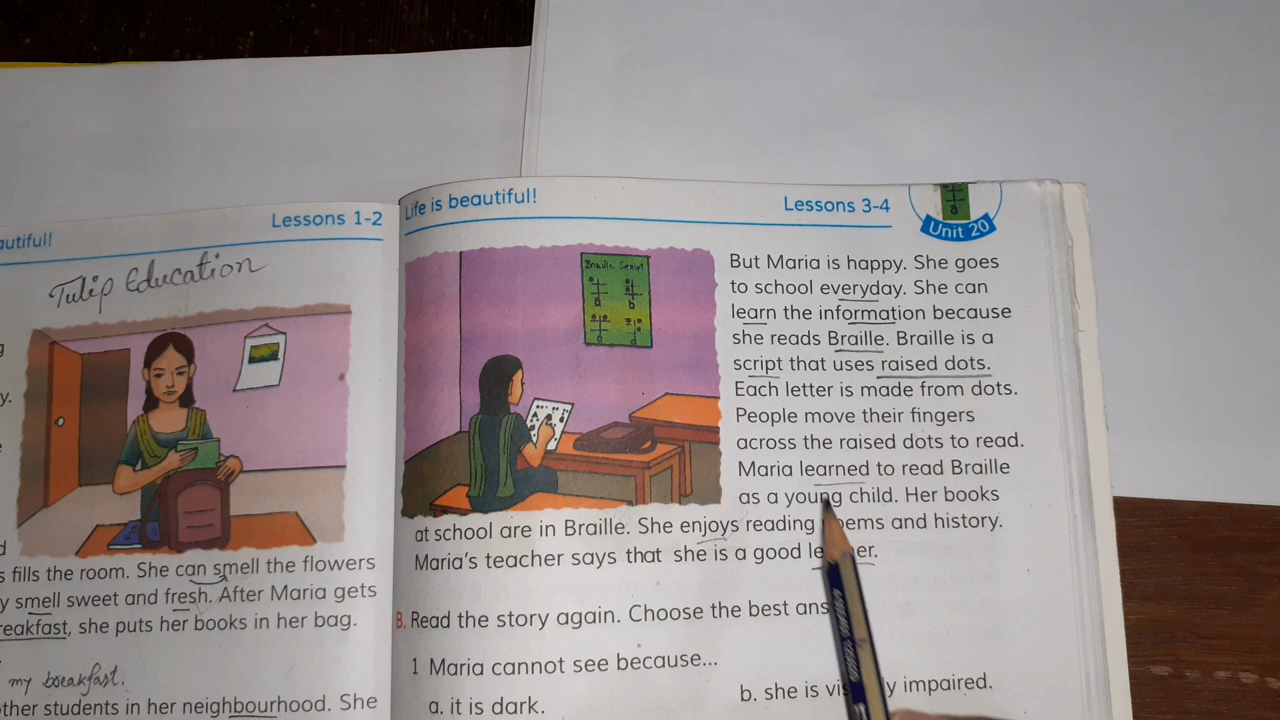 autiful!
Lessons 1-2
Tulip Education
g
y.
s fills the room. She can smell the flowers
y smell sweet and fresh. After Maria gets
reakfast, she puts her books in her bag.
my breakfast.
other students in her neighbourhood. She
Life is beautiful!
Lessons 3-4
Unit 20
Braille Script
a b
d
But Maria is happy. She goes
to school everyday. She can
learn the information because
she reads Braille. Braille is a
script that uses raised dots.
Each letter is made from dots.
People move their fingers
across the raised dots to read.
Maria learned to read Braille
as a young child. Her books
at school are in Braille. She enjoys reading poems and history.
Maria's teacher says that she is a good
B. Read the story again. Choose the best
1 Maria cannot see because...
a. it is dark.
b. she is visually impaired.